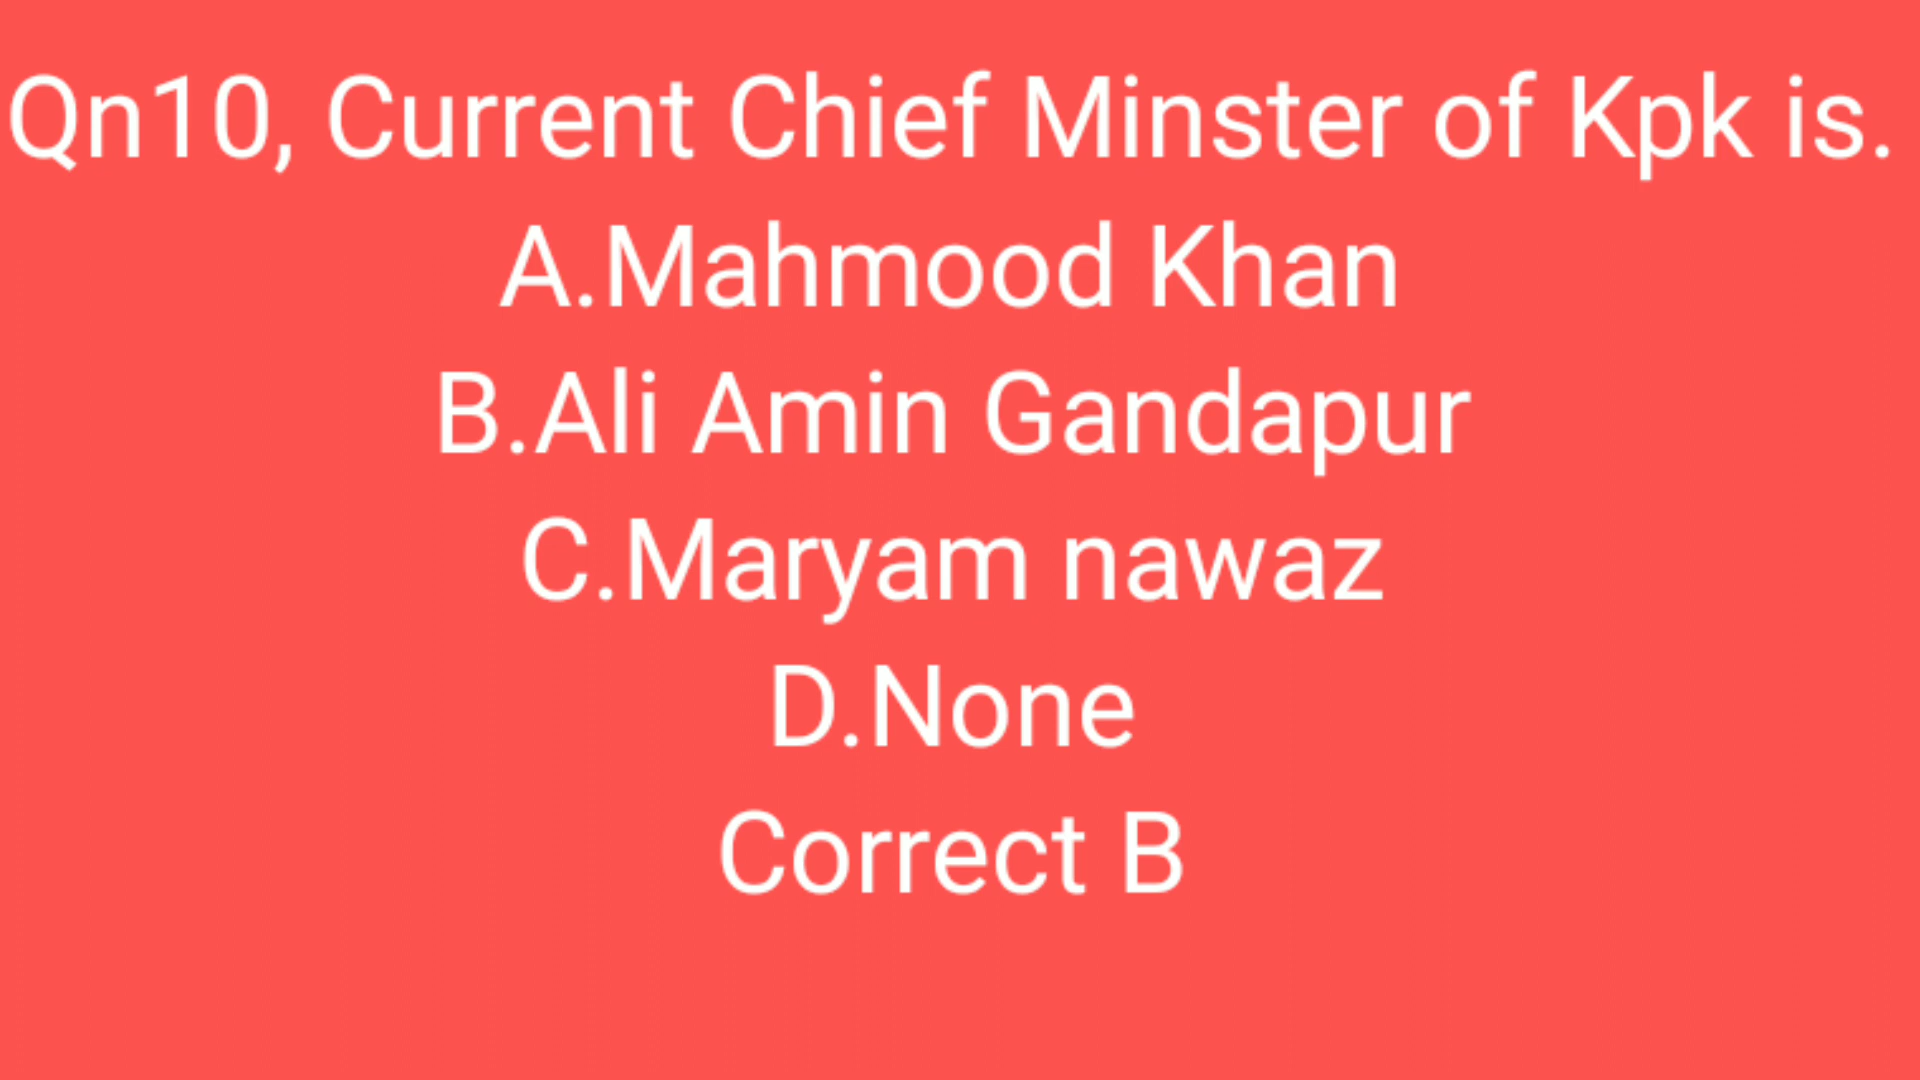 Qn10, Current Chief Minster of Kpk is.
A.Mahmood Khan
B.Ali Amin Gandapur
C.Maryam nawaz
D.None
Correct B